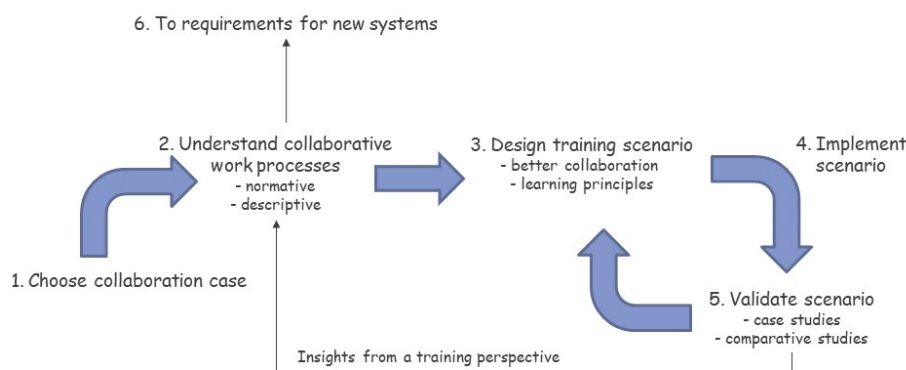 6. To requirements for new systems
2. Understand collaborative
work processes
- normative
- descriptive
3. Design training scenario
- better collaboration
- learning principles
4. Implement
scenario
1. Choose collaboration case
5. Validate scenario
- case studies
- comparative studies
Insights from a training perspective